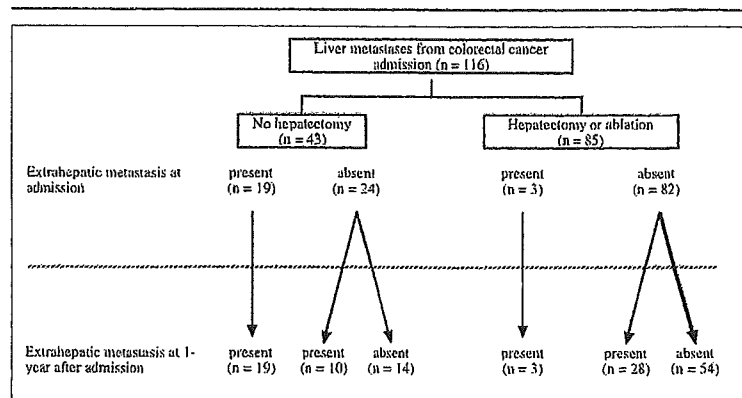 Liver metastases from colorectal cancer
admission (n = 116)
No hepatectomy
(n = 43)
Hepatectomy or ablation
(n = 85)
Extrahepatic metastasis at
admission
present
(n = 19)
absent
(n = 24)
present
(n = 3)
absent
(n = 82)
Extrahepatic metastasis at 1-
year after admission
present
(n = 19)
present
(n = 10)
absent
(n = 14)
present
(n = 3)
present
(n = 28)
absent
(n = 54)